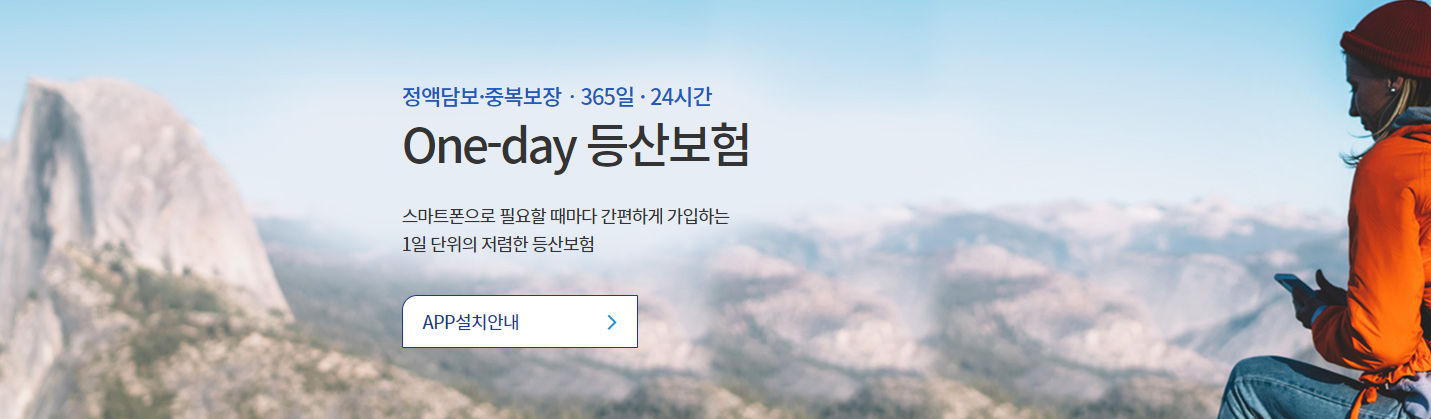 정액담보·중복보장 · 365일 · 24시간
One-day 등산보험
스마트폰으로 필요할 때마다 간편하게 가입하는
1일 단위의 저렴한 등산보험
APP설치안내